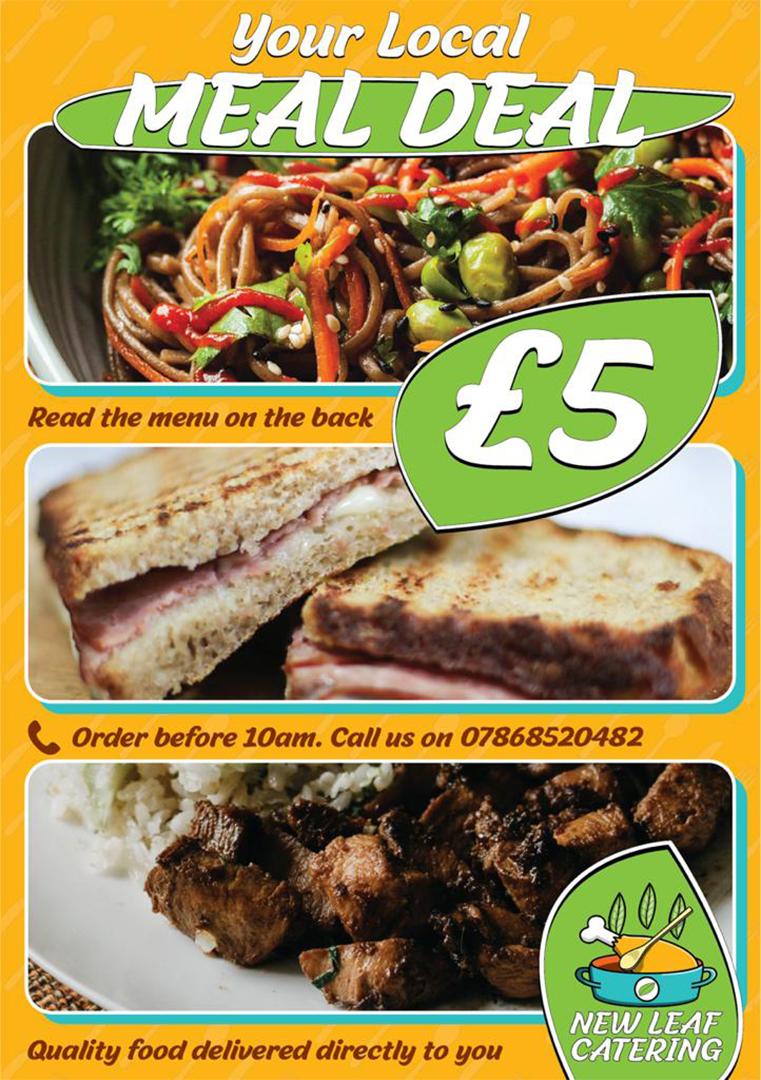 Your Local
MEAL DEAL
£5
Read the menu on the back
Order before 10am. Call us on 07868520482
Quality food delivered directly to you
NEW LEAF
CATERING